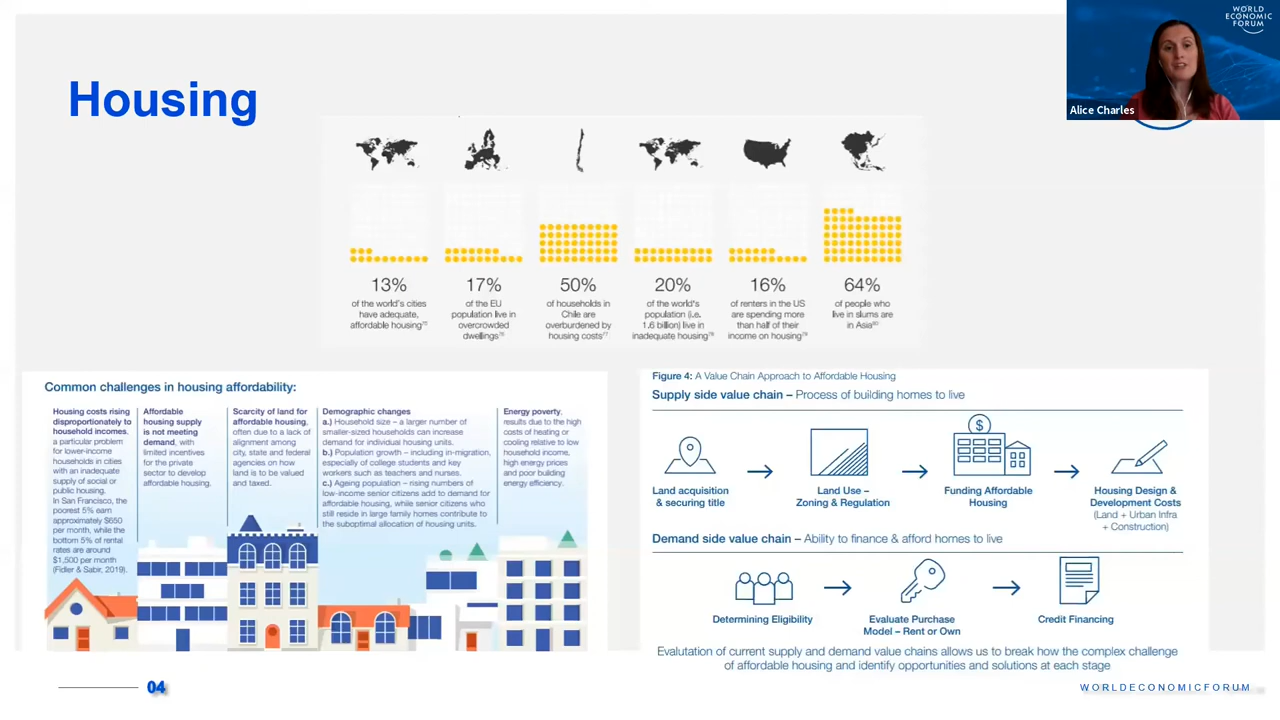 WORLD
ECONOMIC
FORUM
Alice Charles
Housing
13%
of the world's cities
have adequate,
affordable housing
17%
of the EU
population live in
overcrowded
dwellings
50%
of households in
Chile are
overburdened by
housing costs
20%
of the world's
population (i.e.
1.6 billion) live in
inadequate housing
16%
of renters in the US
are spending more
than half of their
income on housing
64%
of people who
live in slums are
in Asia
Common challenges in housing affordability:
Housing costs rising
disproportionately to
household incomes,
a particular problem
for lower-income
households in cities
with an inadequate
supply of social or
public housing.
In San Francisco, the
poorest 5% earn
approximately $650
per month, while the
bottom 5% of rental
rates are around
$1,500 per month
(Fidler & Sabir, 2019).
Affordable
housing supply
is not meeting
demand, with
limited incentives
for the private
sector to develop
affordable housing.
Scarcity of land for
affordable housing,
often due to a lack of
alignment among
city, state and federal
agencies on how
land is to be valued
and taxed.
Demographic changes
a.) Household size – a larger number of
smaller-sized households can increase
demand for individual housing units.
b.) Population growth – including in-migration,
especially of college students and key
workers such as teachers and nurses.
c.) Ageing population – rising numbers of
low-income senior citizens add to demand for
affordable housing, while senior citizens who
still reside in large family homes contribute to
the suboptimal allocation of housing units.
Energy poverty,
results due to the high
costs of heating or
cooling relative to low
household income,
high energy prices
and poor building
energy efficiency.
Figure 4: A Value Chain Approach to Affordable Housing
Supply side value chain – Process of building homes to live
$
Land acquisition
& securing title
Land Use –
Zoning & Regulation
Funding Affordable
Housing
Housing Design &
Development Costs
(Land + Urban Infra
+ Construction)
Demand side value chain – Ability to finance & afford homes to live
Determining Eligibility
Evaluate Purchase
Model – Rent or Own
Credit Financing
Evalutation of current supply and demand value chains allows us to break how the complex challenge
of affordable housing and identify opportunities and solutions at each stage
04
WORLDECONOMICFORUM